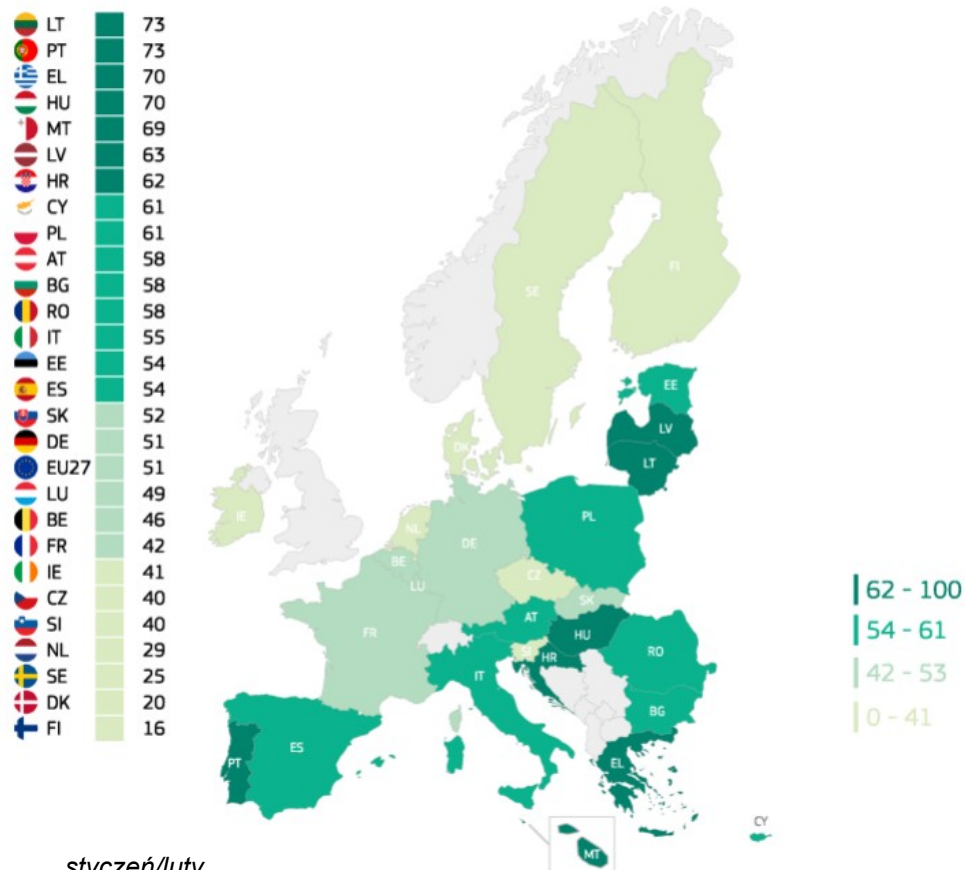 LT 73
PT 73
EL 70
HU 70
MT 69
LV 63
HR 62
CY 61
PL 61
AT 58
BG 58
RO 58
IT 55
EE 54
ES 54
SK 52
DE 51
EU27 51
LU 49
BE 46
FR 42
IE 41
CZ 40
SI 40
NL 29
SE 25
DK 20
FI 16
FI
SE
EE
LV
LT
DK
IE
PL
NL
DE
BE
CZ
LU
SK
AT
FR
HU
SI
HR
RO
IT
BG
ES
PT
EL
CY
MT
62 - 100
54 - 61
42 - 53
0 - 41
styczeń/luty